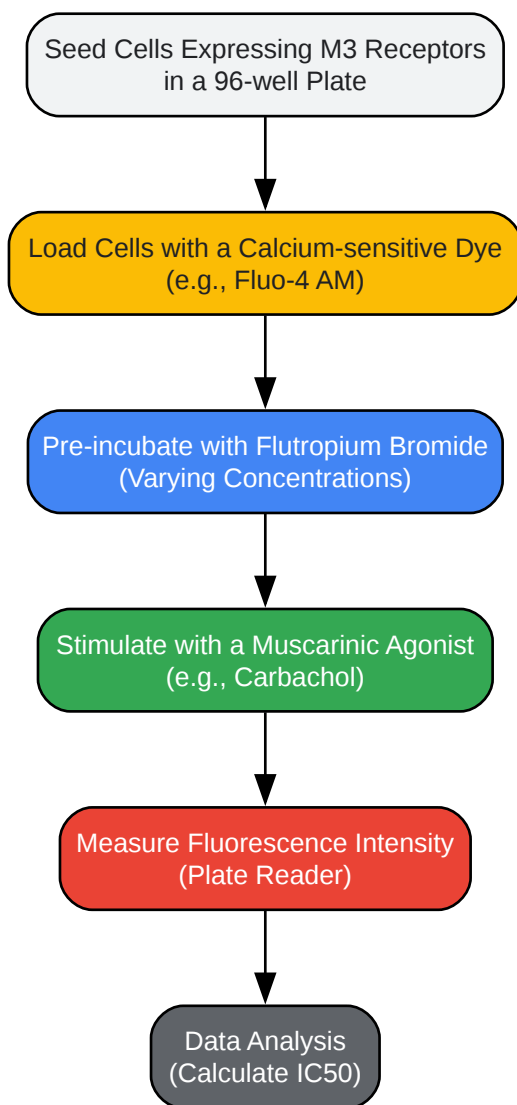 Seed Cells Expressing M3 Receptors
in a 96-well Plate
Load Cells with a Calcium-sensitive Dye
(e.g., Fluo-4 AM)
Pre-incubate with Flutropium Bromide
(Varying Concentrations)
Stimulate with a Muscarinic Agonist
(e.g., Carbachol)
Measure Fluorescence Intensity
(Plate Reader)
Data Analysis
(Calculate IC50)